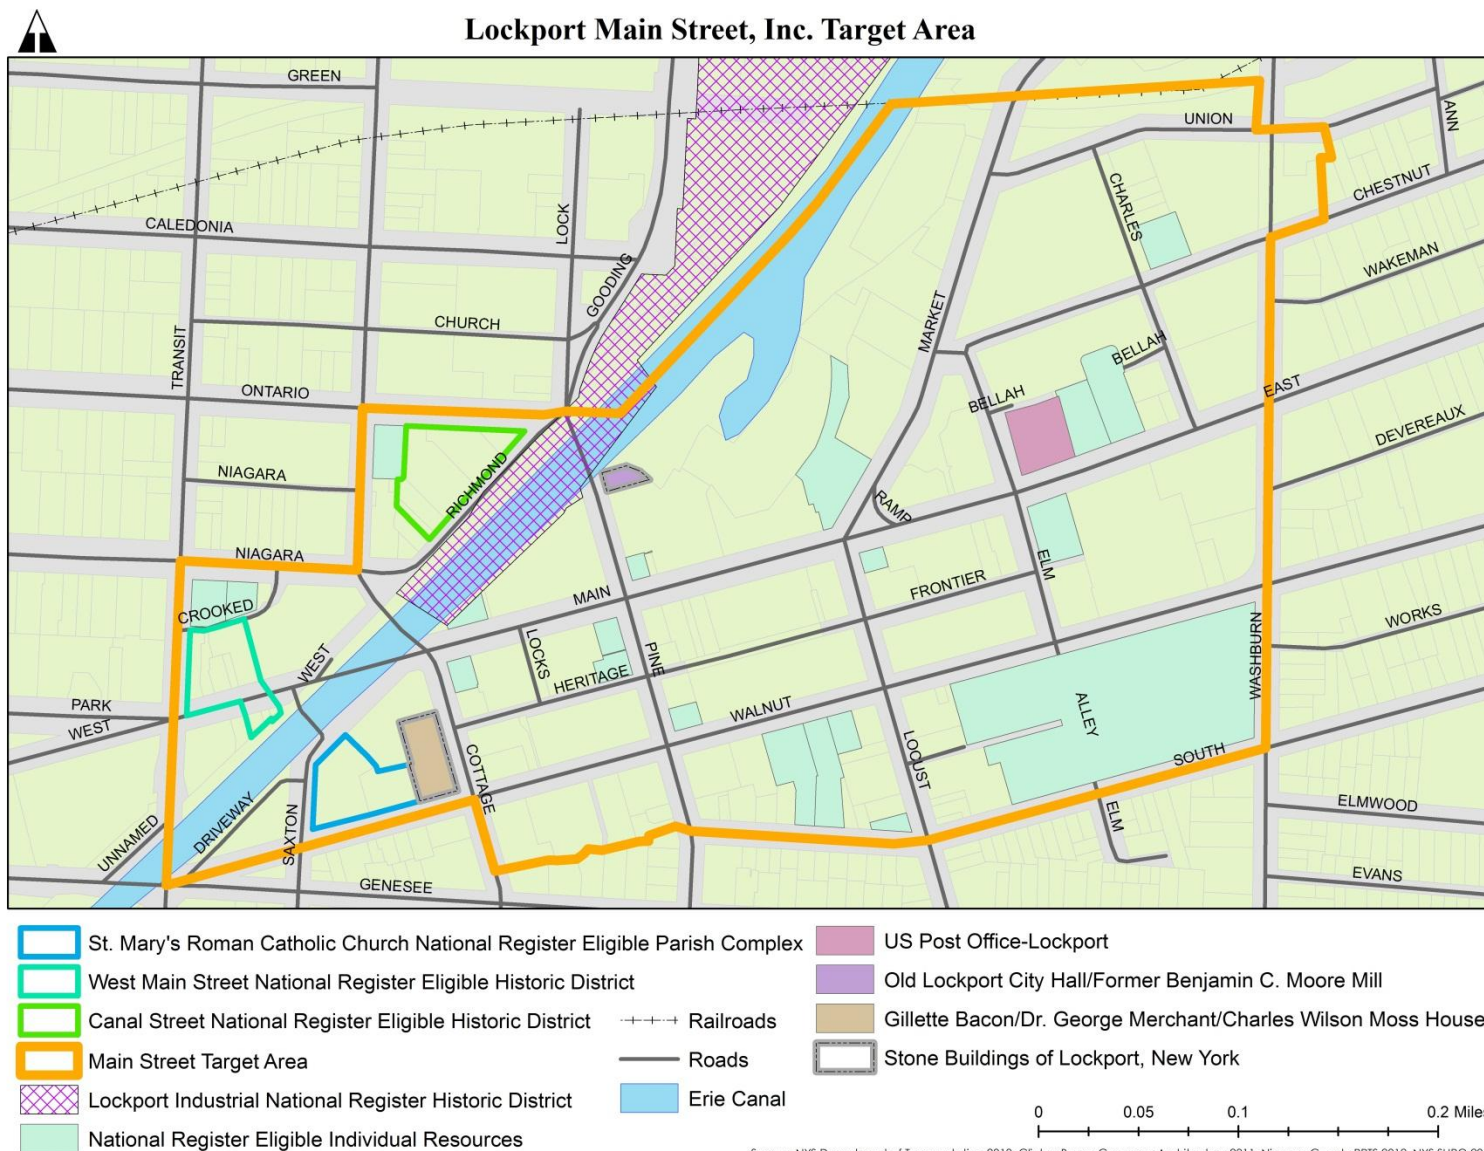 Lockport Main Street, Inc. Target Area
GREEN
UNION
ANN
CHESTNUT
CHARLES
LOCK
CALEDONIA
WAKEMAN
GOODING
CHURCH
MARKET
TRANSIT
BELLAH
ONTARIO
BELLAH
EAST
DEVEREAUX
NIAGARA
RICHMOND
RAMP
NIAGARA
ELM
FRONTIER
MAIN
CROOKED
WORKS
LOCKS
PINE
WEST
HERITAGE
WASHBURN
PARK
WEST
WALNUT
ALLEY
COTTAGE
LOCUST
SOUTH
UNNAMED
DRIVEWAY
SAXTON
ELM
ELMWOOD
GENESEE
EVANS
St. Mary's Roman Catholic Church National Register Eligible Parish Complex
West Main Street National Register Eligible Historic District
Canal Street National Register Eligible Historic District
Main Street Target Area
Lockport Industrial National Register Historic District
National Register Eligible Individual Resources
Railroads
Roads
Erie Canal
US Post Office-Lockport
Old Lockport City Hall/Former Benjamin C. Moore Mill
Gillette Bacon/Dr. George Merchant/Charles Wilson Moss House
Stone Buildings of Lockport, New York
0 0.05 0.1 0.2 Miles